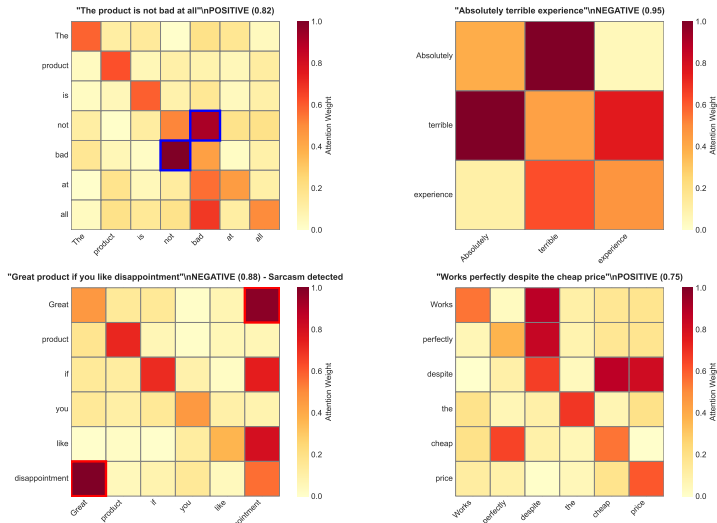 "The product is not bad at all"\nPOSITIVE (0.82)
The
product
is
not
bad
at
all
The
product
is
not
bad
at
all
1.0
0.8
0.6
0.4
0.2
0.0
Attention Weight
"Absolutely terrible experience"\nNEGATIVE (0.95)
Absolutely
terrible
experience
Absolutely
terrible
experience
1.0
0.8
0.6
0.4
0.2
0.0
Attention Weight
"Great product if you like disappointment"\nNEGATIVE (0.88) - Sarcasm detected
Great
product
if
you
like
disappointment
Great
product
if
you
like
ointment
1.0
0.8
0.6
0.4
0.2
0.0
Attention Weight
"Works perfectly despite the cheap price"\nPOSITIVE (0.75)
Works
perfectly
despite
the
cheap
price
Works
perfectly
despite
the
cheap
price
1.0
0.8
0.6
0.4
0.2
0.0
Attention Weight